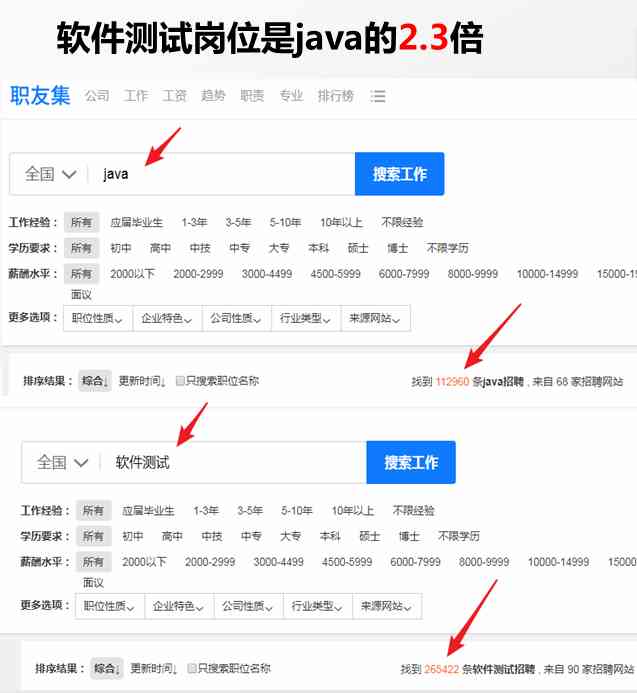 软件测试岗位是java的2.3倍
职友集 公司 工作 工资 趋势 职责 专业 排行榜
全国 java 搜索工作
工作经验： 所有 应届毕业生 1-3年 3-5年 5-10年 10年以上 不限经验
学历要求： 所有 初中 高中 中技 中专 大专 本科 硕士 博士 不限学历
薪酬水平： 所有 2000以下 2000-2999 3000-4499 4500-5999 6000-7999 8000-9999 10000-14999 15000-1
面议
更多选项： 职位性质 企业特色 公司性质 行业类型 来源网站
排序结果： 综合↓ 更新时间↓ 只搜索职位名称 找到 112960 条java招聘，来自 68 家招聘网站
全国 软件测试 搜索工作
工作经验： 所有 应届毕业生 1-3年 3-5年 5-10年 10年以上 不限经验
学历要求： 所有 初中 高中 中技 中专 大专 本科 硕士 博士 不限学历
薪酬水平： 所有 2000以下 2000-2999 3000-4499 4500-5999 6000-7999 8000-9999 10000-14999 15000
面议
更多选项： 职位性质 企业特色 公司性质 行业类型 来源网站
排序结果： 综合↓ 更新时间↓ 只搜索职位名称 找到 265422 条软件测试招聘，来自 90 家招聘网站